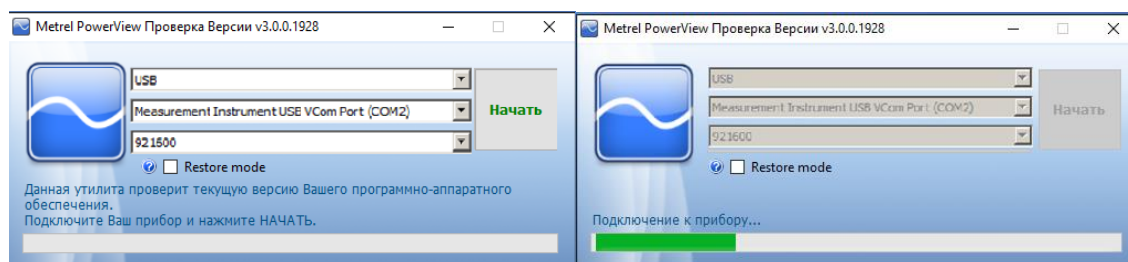 Metrel PowerView Проверка Версии v3.0.0.1928
USB
Measurement Instrument USB VCom Port (COM2)
Начать
921600
Restore mode
Данная утилита проверит текущую версию Вашего программно-аппаратного
обеспечения.
Подключите Ваш прибор и нажмите НАЧАТЬ.
Metrel PowerView Проверка Версии v3.0.0.1928
USB
Measurement Instrument USB VCom Port (COM2)
Начать
921600
Restore mode
Подключение к прибору...